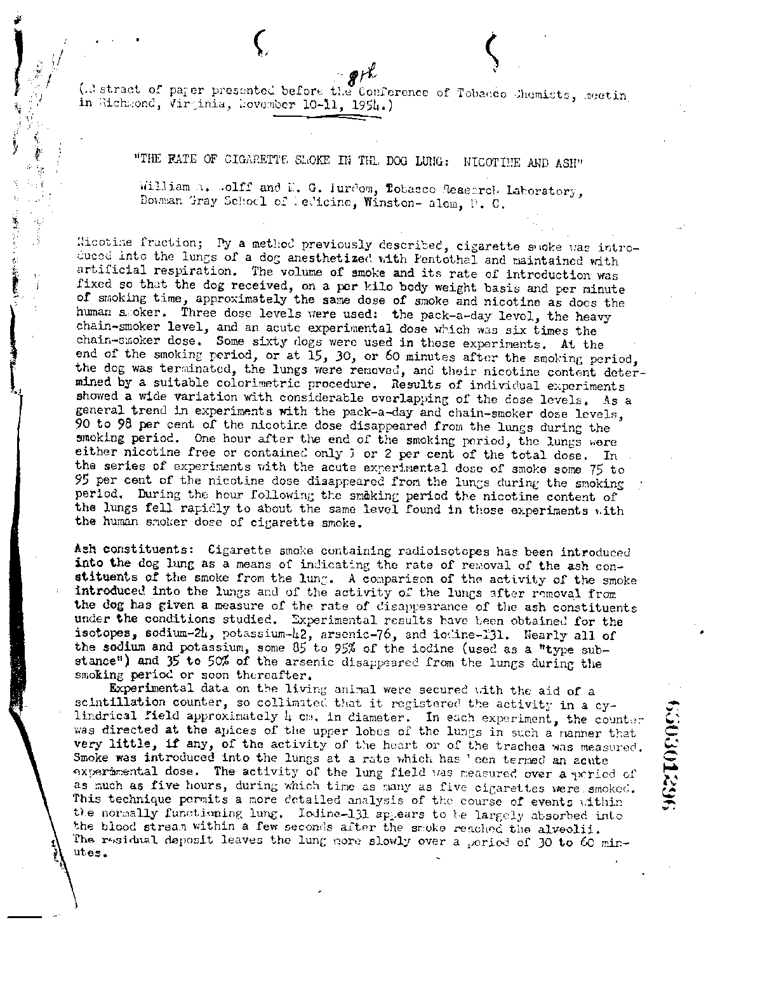 8th
(Abstract of paper presented before the Conference of Tobacco Chemists, meetin
in Richmond, Virginia, November 10-11, 1954.)
"THE FATE OF CIGARETTE SMOKE IN THE DOG LUNG: NICOTINE AND ASH"
William A. Wolff and E. G. Purdom, Tobacco Research Laboratory,
Bowman Gray School of Medicine, Winston-Salem, N. C.
Nicotine fraction; By a method previously described, cigarette smoke was intro-
duced into the lungs of a dog anesthetized with Pentothal and maintained with
artificial respiration. The volume of smoke and its rate of introduction was
fixed so that the dog received, on a per kilo body weight basis and per minute
of smoking time, approximately the same dose of smoke and nicotine as does the
human smoker. Three dose levels were used: the pack-a-day level, the heavy
chain-smoker level, and an acute experimental dose which was six times the
chain-smoker dose. Some sixty dogs were used in these experiments. At the
end of the smoking period, or at 15, 30, or 60 minutes after the smoking period,
the dog was terminated, the lungs were removed, and their nicotine content deter-
mined by a suitable colorimetric procedure. Results of individual experiments
showed a wide variation with considerable overlapping of the dose levels. As a
general trend in experiments with the pack-a-day and chain-smoker dose levels,
90 to 98 per cent of the nicotine dose disappeared from the lungs during the
smoking period. One hour after the end of the smoking period, the lungs were
either nicotine free or contained only 1 or 2 per cent of the total dose. In
the series of experiments with the acute experimental dose of smoke some 75 to
95 per cent of the nicotine dose disappeared from the lungs during the smoking
period. During the hour following the smoking period the nicotine content of
the lungs fell rapidly to about the same level found in those experiments with
the human smoker dose of cigarette smoke.
Ash constituents: Cigarette smoke containing radioisotopes has been introduced
into the dog lung as a means of indicating the rate of removal of the ash con-
stituents of the smoke from the lung. A comparison of the activity of the smoke
introduced into the lungs and of the activity of the lungs after removal from
the dog has given a measure of the rate of disappearance of the ash constituents
under the conditions studied. Experimental results have been obtained for the
isotopes, sodium-24, potassium-42, arsenic-76, and iodine-131. Nearly all of
the sodium and potassium, some 85 to 95% of the iodine (used as a "type sub-
stance") and 35 to 50% of the arsenic disappeared from the lungs during the
smoking period or soon thereafter.
Experimental data on the living animal were secured with the aid of a
scintillation counter, so collimated that it registered the activity in a cy-
lindrical field approximately 4 cm. in diameter. In each experiment, the counter
was directed at the apices of the upper lobes of the lungs in such a manner that
very little, if any, of the activity of the heart or of the trachea was measured.
Smoke was introduced into the lungs at a rate which has been termed an acute
experimental dose. The activity of the lung field was measured over a period of
as much as five hours, during which time as many as five cigarettes were smoked.
This technique permits a more detailed analysis of the course of events within
the normally functioning lung. Iodine-131 appears to be largely absorbed into
the blood stream within a few seconds after the smoke reached the alveolii.
The residual deposit leaves the lung more slowly over a period of 30 to 60 min-
utes.
650301296